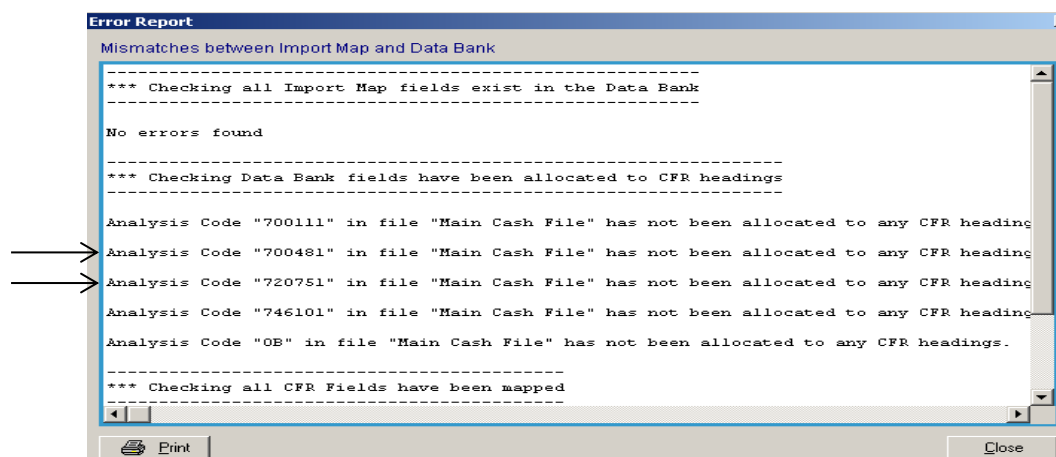 Error Report
Mismatches between Import Map and Data Bank
---------------------------------------------------------------
*** Checking all Import Map fields exist in the Data Bank
---------------------------------------------------------------
No errors found
------------------------------------------------------------------------
*** Checking Data Bank fields have been allocated to CFR headings
------------------------------------------------------------------------
Analysis Code "700111" in file "Main Cash File" has not been allocated to any CFR heading
Analysis Code "700481" in file "Main Cash File" has not been allocated to any CFR heading
Analysis Code "720751" in file "Main Cash File" has not been allocated to any CFR heading
Analysis Code "746101" in file "Main Cash File" has not been allocated to any CFR heading
Analysis Code "OB" in file "Main Cash File" has not been allocated to any CFR headings.
-------------------------------------------------
*** Checking all CFR Fields have been mapped
-------------------------------------------------
Print
Close